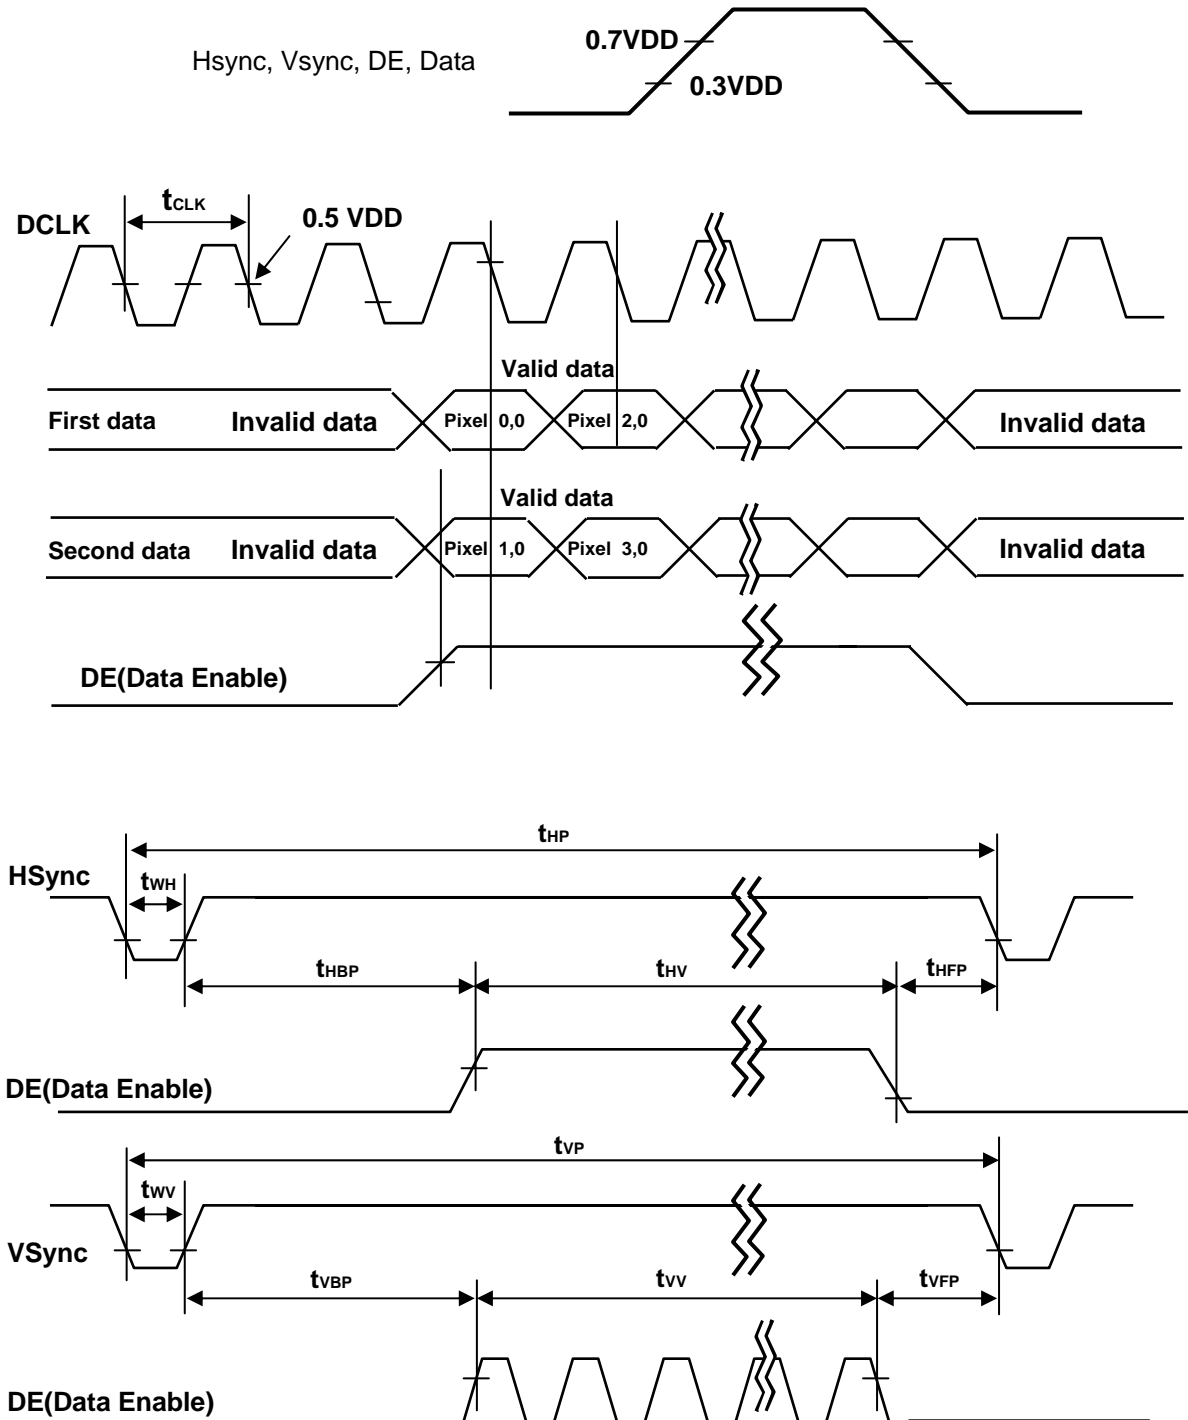 0.7VDD
Hsync, Vsync, DE, Data
0.3VDD
tCLK
DCLK
0.5 VDD
Valid data
First data Invalid data Pixel 0,0 Pixel 2,0 Invalid data
Valid data
Second data Invalid data Pixel 1,0 Pixel 3,0 Invalid data
DE(Data Enable)
tHP
HSync
tWH
tHBP tHV tHFP
DE(Data Enable)
tVP
tWV
VSync
tVBP tVV tVFP
DE(Data Enable)